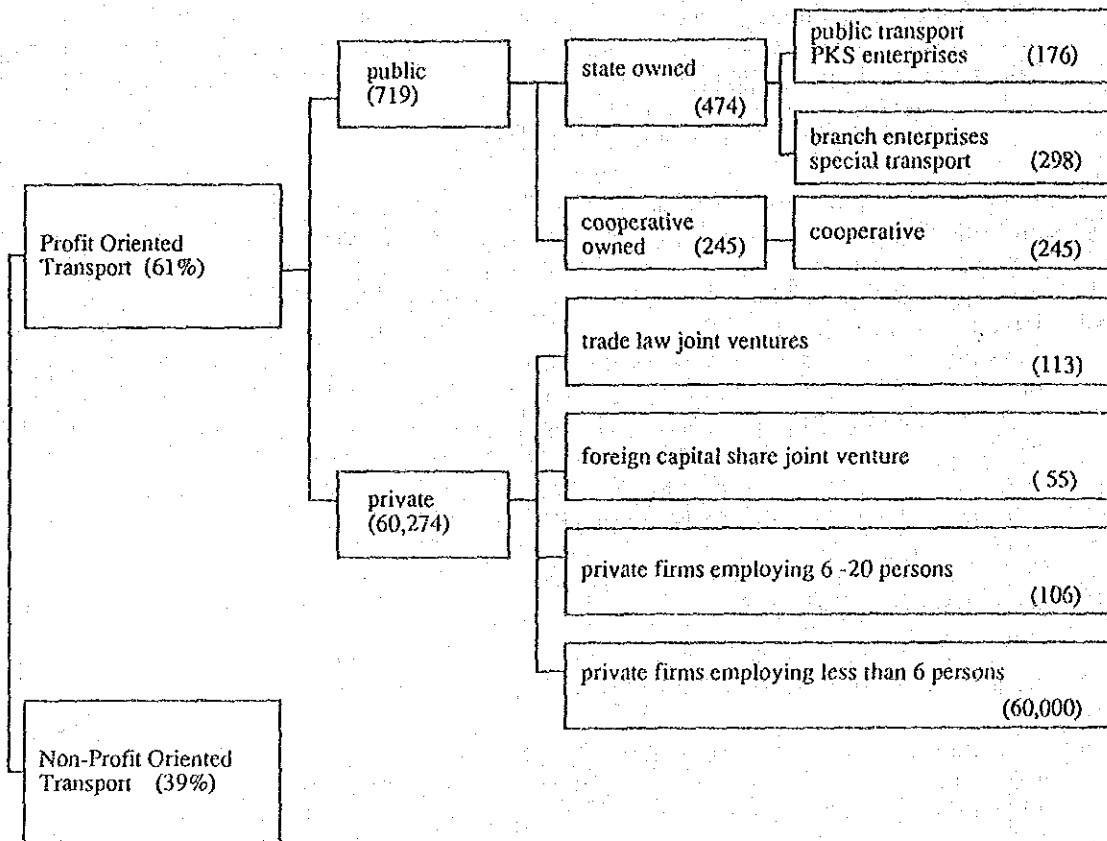 public transport
PKS enterprises (176)
public
(719)
state owned
(474)
branch enterprises
special transport (298)
Profit Oriented
Transport (61%)
cooperative
owned (245)
cooperative
(245)
trade law joint ventures
(113)
foreign capital share joint venture
( 55)
private
(60,274)
private firms employing 6 -20 persons
(106)
private firms employing less than 6 persons
(60,000)
Non-Profit Oriented
Transport (39%)